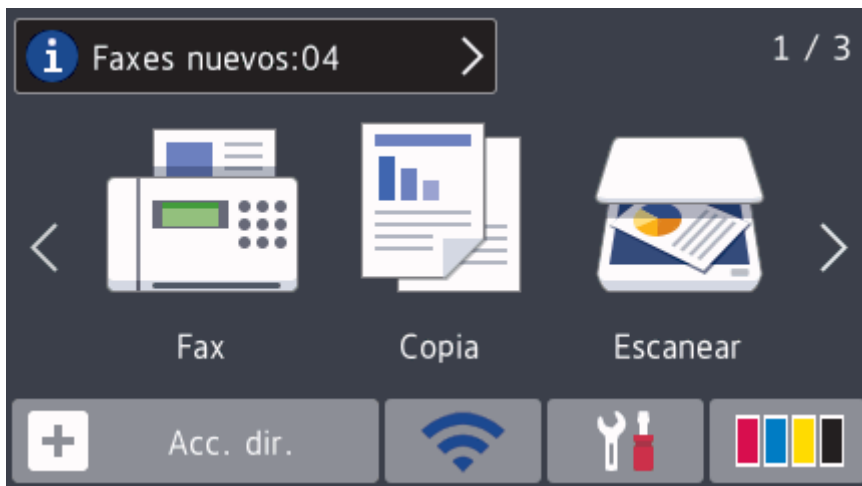 i Faxes nuevos:04
1 / 3
Fax
Copia
Escanear
Acc. dir.